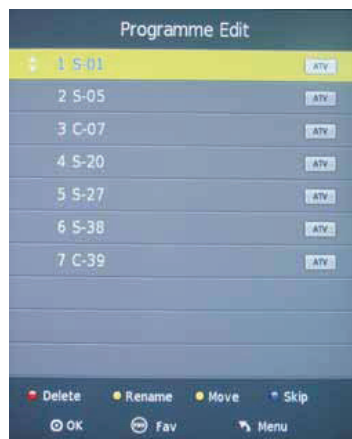 Programme Edit
1 S-01 ATV
2 S-05 ATV
3 C-07 ATV
4 S-20 ATV
5 S-27 ATV
6 S-38 ATV
7 C-39 ATV
Delete Rename Move Skip
OK FAV Fav Menu